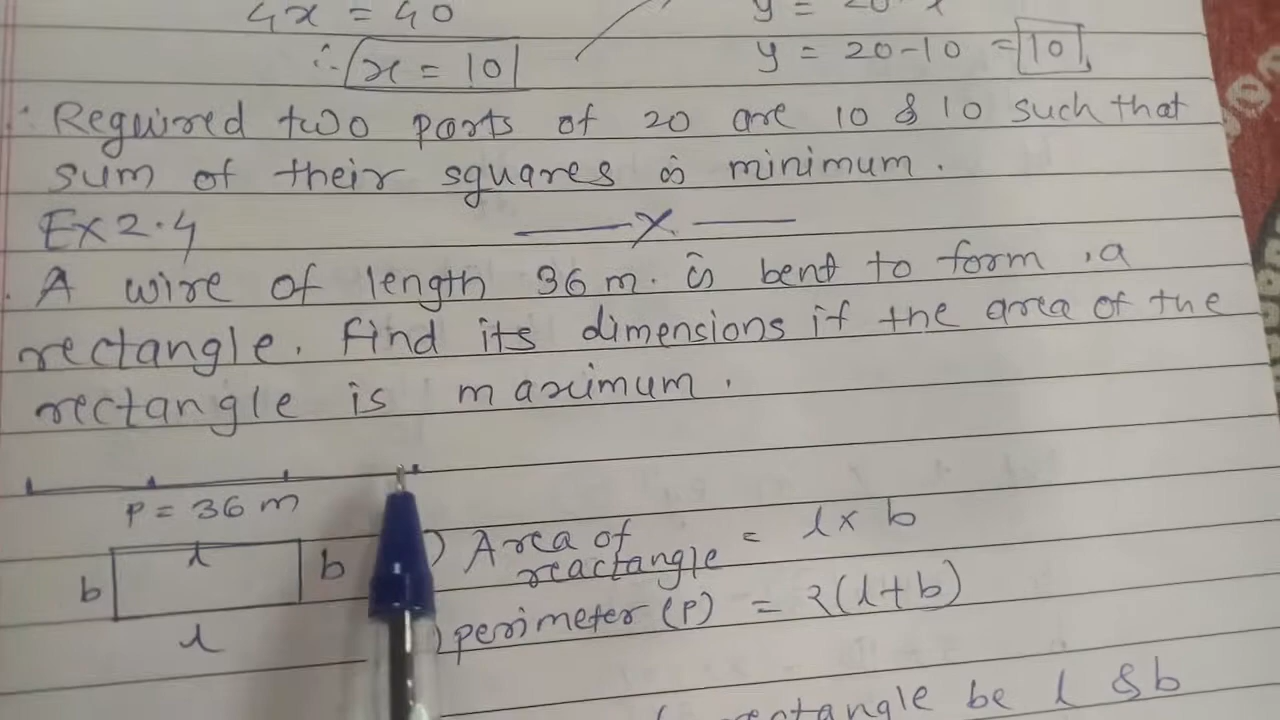 4x = 40
y = 20-x
∴ x = 10
y = 20-10 = 10
Required two parts of 20 are 10 & 10 such that
sum of their squares is minimum.
EX 2.4
—x—
A wire of length 36 m. is bent to form a
rectangle. Find its dimensions if the area of the
rectangle is maximum.
P = 36 m
l
b
b
l
) Area of
reactangle = l x b
) perimeter (P) = 2(l+b)
be l & b